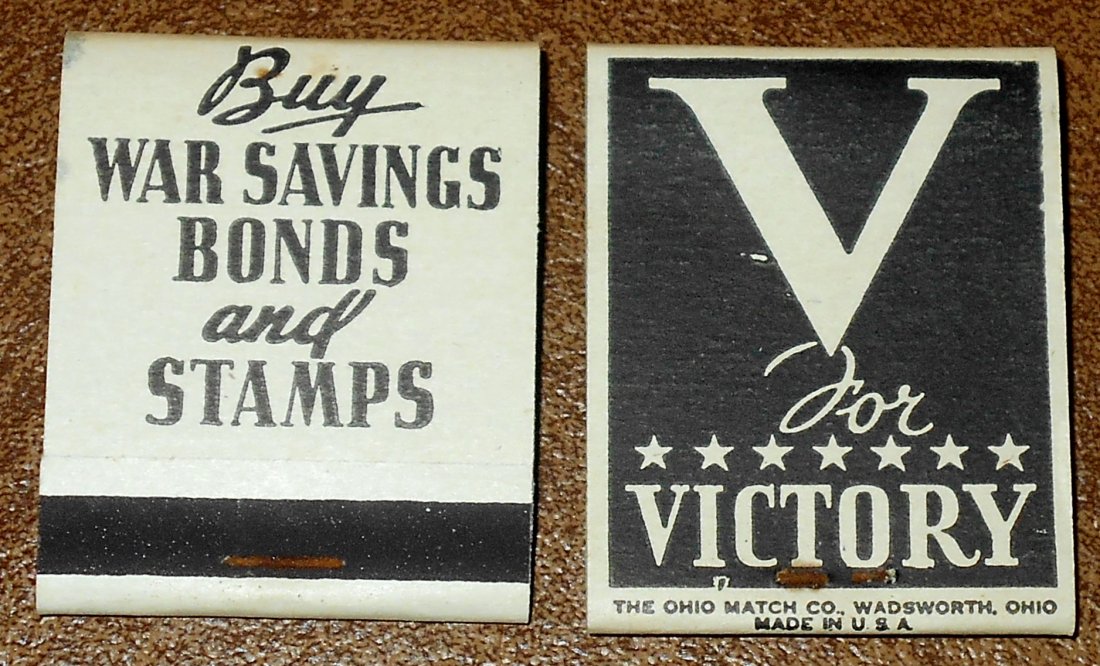 Buy
WAR SAVINGS
BONDS
and
STAMPS
V
for
VICTORY
THE OHIO MATCH CO., WADSWORTH, OHIO
MADE IN U.S.A.